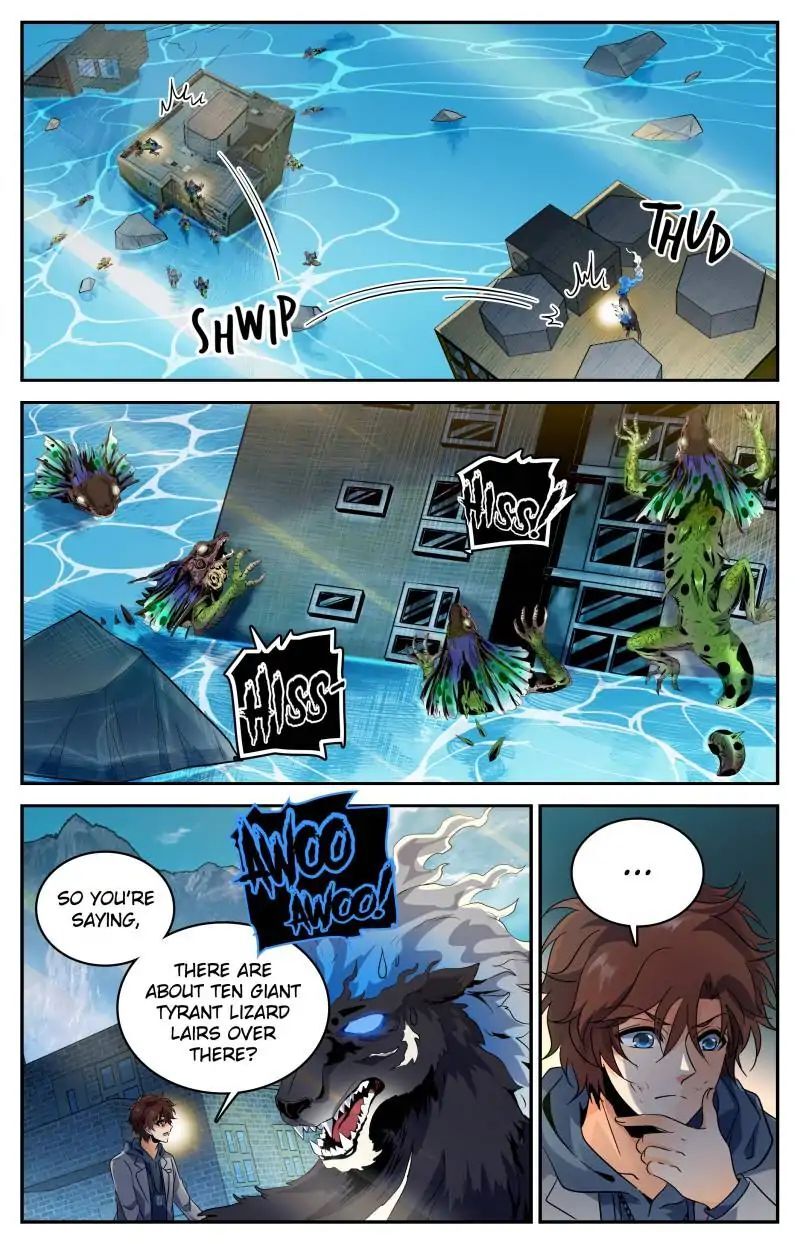 SHWIP
THUD
HISS!
HISS-
AWOO
AWOO!
SO YOU'RE
SAYING,
THERE ARE
ABOUT TEN GIANT
TYRANT LIZARD
LAIRS OVER
THERE?
...